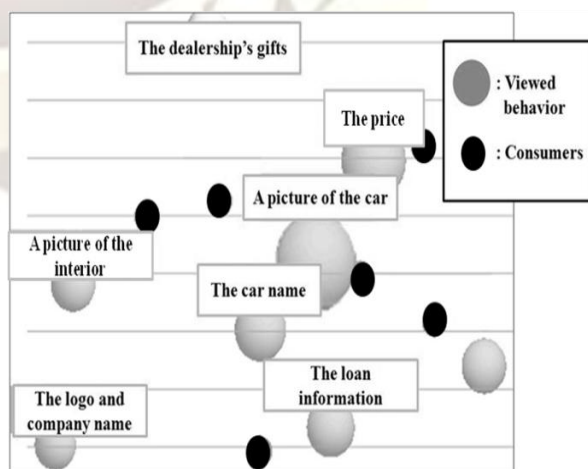 The dealership's gifts
: Viewed
behavior
: Consumers
The price
A picture of the car
A picture of the
interior
The car name
The loan
information
The logo and
company name